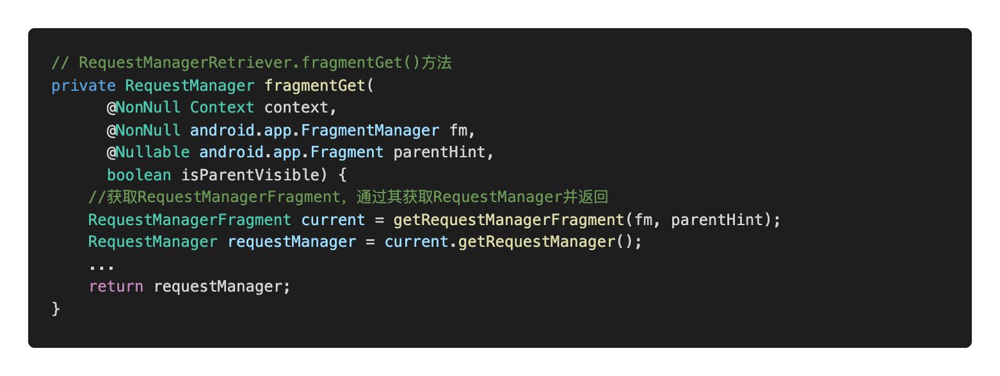 // RequestManagerRetriever.fragmentGet()方法
private RequestManager fragmentGet(
      @NonNull Context context,
      @NonNull android.app.FragmentManager fm,
      @Nullable android.app.Fragment parentHint,
      boolean isParentVisible) {
    //获取RequestManagerFragment，通过其获取RequestManager并返回
    RequestManagerFragment current = getRequestManagerFragment(fm, parentHint);
    RequestManager requestManager = current.getRequestManager();
    ...
    return requestManager;
}